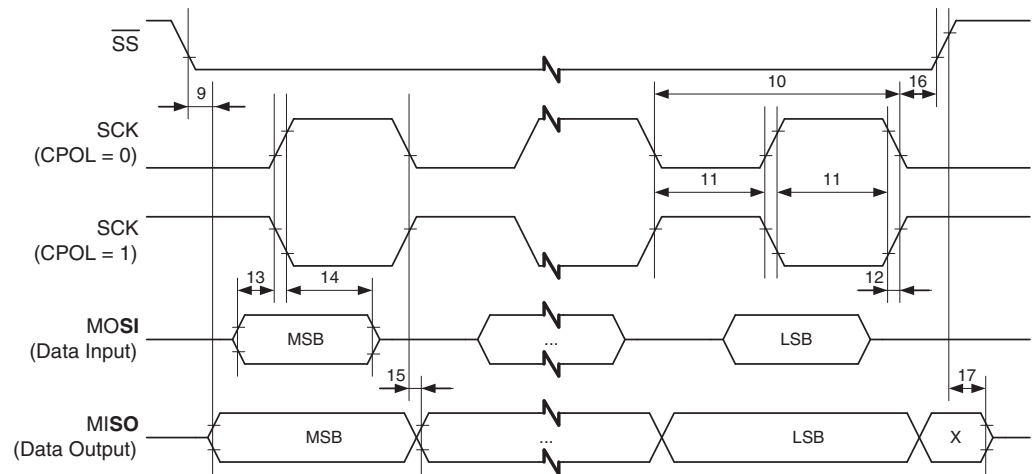 SS
9
10
16
SCK
(CPOL = 0)
11
11
SCK
(CPOL = 1)
13
14
12
MOSI
(Data Input)
MSB
...
LSB
15
17
MISO
(Data Output)
MSB
...
LSB
X